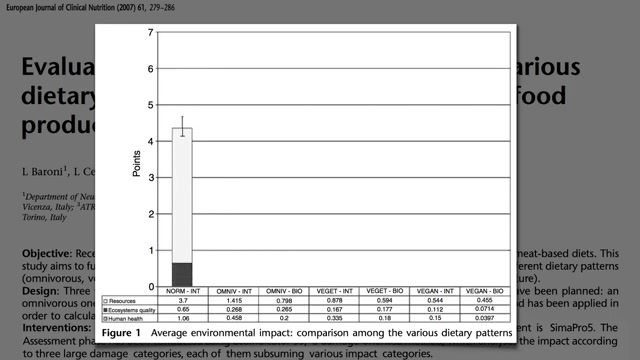 European Journal of Clinical Nutrition (2007) 61, 279–286
Evalua
arious
dietary
food
produc
L Baroni¹, L Ce
¹Department of Neu
Vicenza, Italy; ³ATR
Torino, Italy
7
6
5
4
3
2
1
0
Points
NORM - INT OMNIV - INT OMNIV - BIO VEGET - INT VEGET - BIO VEGAN - INT VEGAN - BIO
Resources 3.7 1.415 0.798 0.878 0.594 0.544 0.455
Ecosystems quality 0.65 0.268 0.265 0.167 0.177 0.112 0.0714
Human health 1.06 0.458 0.2 0.335 0.18 0.15 0.0397
Figure 1 Average environmental impact: comparison among the various dietary patterns
Objective: Rece
meat-based diets. This
study aims to fu
ferent dietary patterns
(omnivorous, v
ure).
Design: Three
ve been planned: an
omnivorous one
d has been applied in
order to calcula
Interventions:
ent is SimaPro5. The
Assessment pha
the impact according
to three large damage categories, each of them subsuming various impact categories.